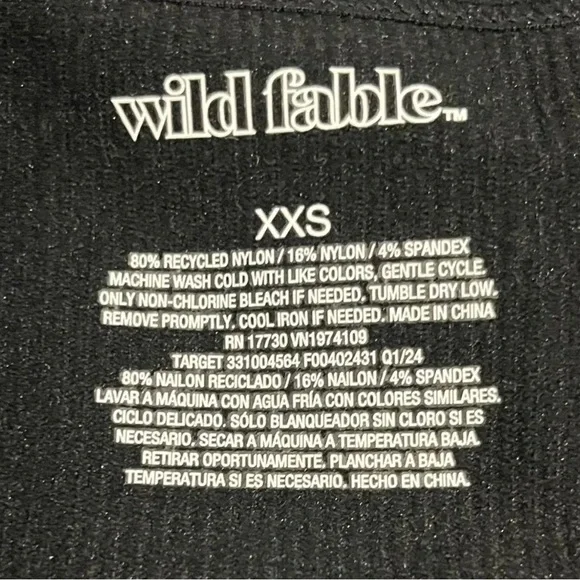 wild fable™
XXS
80% RECYCLED NYLON / 16% NYLON / 4% SPANDEX
MACHINE WASH COLD WITH LIKE COLORS, GENTLE CYCLE.
ONLY NON-CHLORINE BLEACH IF NEEDED. TUMBLE DRY LOW.
REMOVE PROMPTLY. COOL IRON IF NEEDED. MADE IN CHINA
RN 17730 VN1974109
TARGET 331004564 F00402431 Q1/24
80% NAILON RECICLADO / 16% NAILON / 4% SPANDEX
LAVAR A MÁQUINA CON AGUA FRÍA CON COLORES SIMILARES.
CICLO DELICADO. SÓLO BLANQUEADOR SIN CLORO SI ES
NECESARIO. SECAR A MÁQUINA A TEMPERATURA BAJA.
RETIRAR OPORTUNAMENTE. PLANCHAR A BAJA
TEMPERATURA SI ES NECESARIO. HECHO EN CHINA.